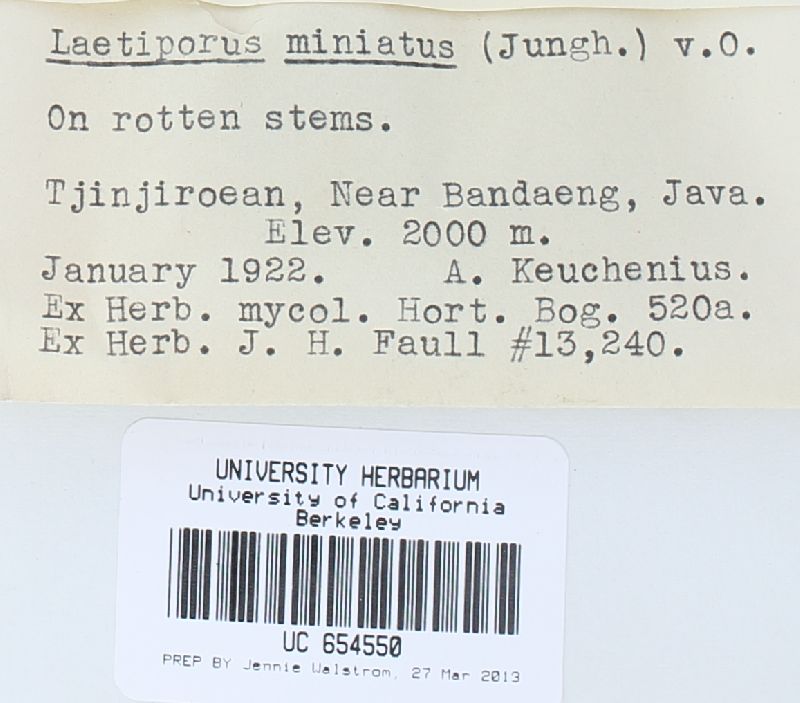 Laetiporus miniatus (Jungh.) v.O.
On rotten stems.
Tjinjiroean, Near Bandaeng, Java.
Elev. 2000 m.
January 1922. A. Keuchenius.
Ex Herb. mycol. Hort. Bog. 520a.
Ex Herb. J. H. Faull #13,240.
UNIVERSITY HERBARIUM
University of California
Berkeley
UC 654550
PREP BY Jennie Walstrom, 27 Mar 2013